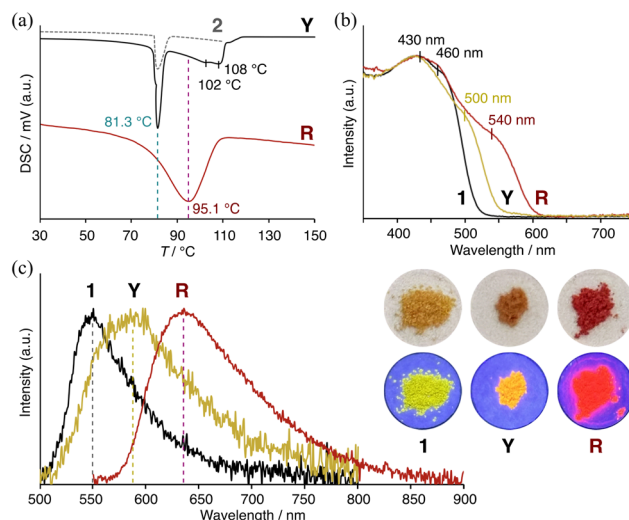 (a)
2
Y
108 °C
102 °C
81.3 °C
R
95.1 °C
DSC / mV (a.u.)
30 50 70 90 110 130 150
T / °C
(b)
430 nm
460 nm
500 nm
540 nm
1 Y R
Intensity (a.u.)
400 500 600 700
Wavelength / nm
(c)
1 Y R
Intensity (a.u.)
500 550 600 650 700 750 800 850 900
Wavelength / nm
1 Y R